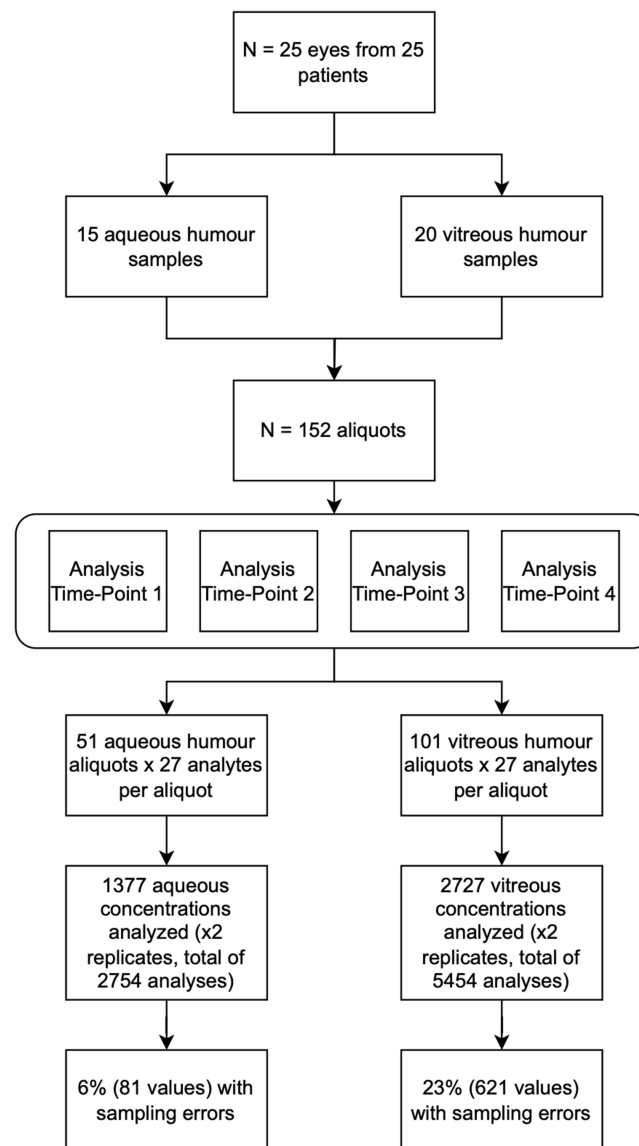 N = 25 eyes from 25
patients
15 aqueous humour
samples
20 vitreous humour
samples
N = 152 aliquots
Analysis
Time-Point 1
Analysis
Time-Point 2
Analysis
Time-Point 3
Analysis
Time-Point 4
51 aqueous humour
aliquots x 27 analytes
per aliquot
101 vitreous humour
aliquots x 27 analytes
per aliquot
1377 aqueous
concentrations
analyzed (x2
replicates, total of
2754 analyses)
2727 vitreous
concentrations
analyzed (x2
replicates, total of
5454 analyses)
6% (81 values) with
sampling errors
23% (621 values)
with sampling errors